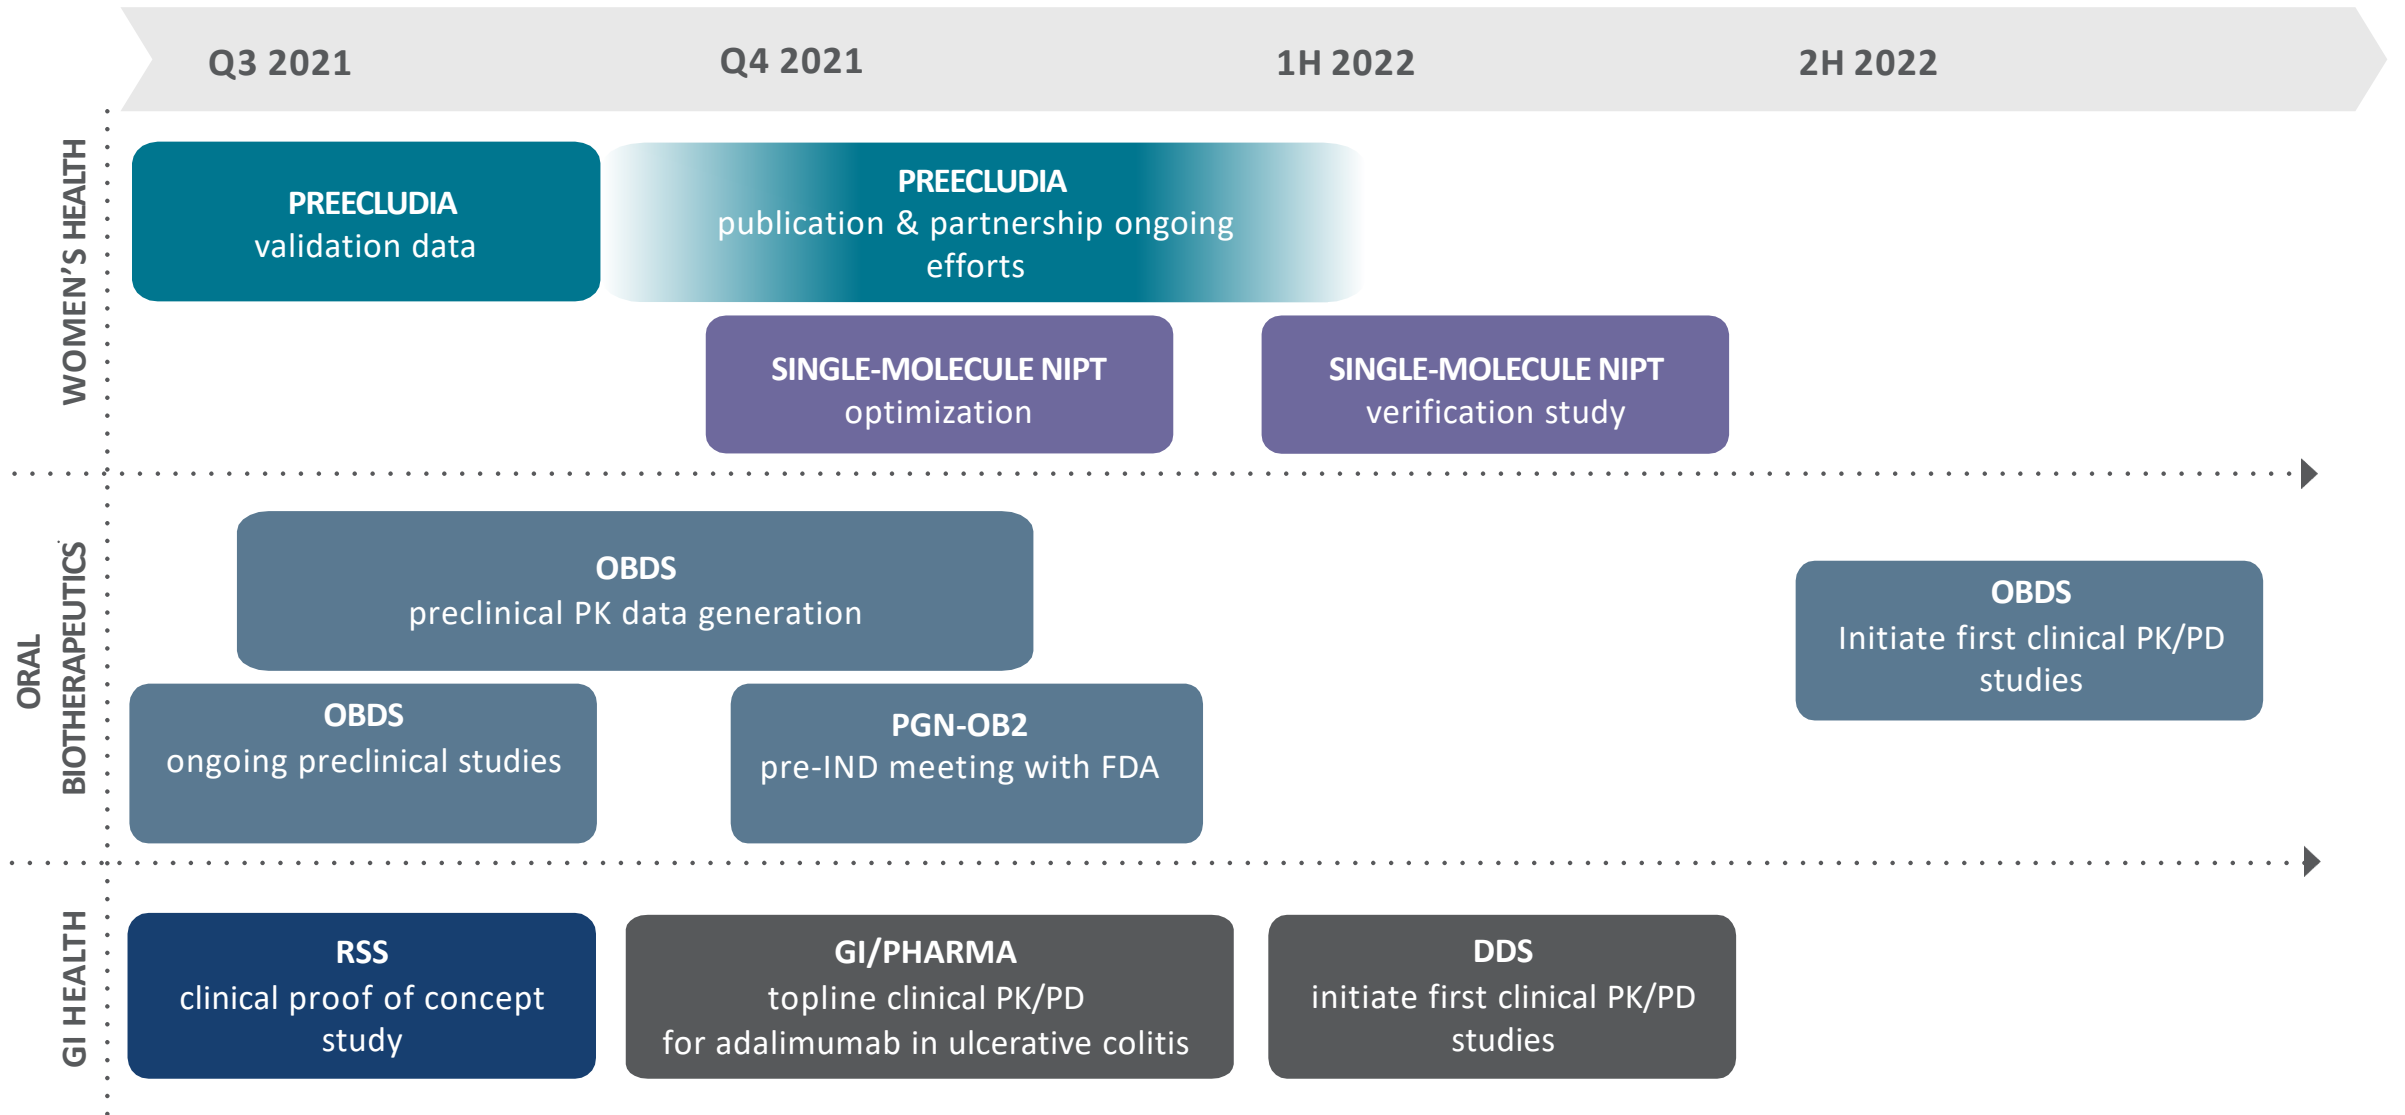 Q3 2021
Q4 2021
1H 2022
2H 2022
WOMEN'S HEALTH
PREECLUDIA
validation data
PREECLUDIA
publication & partnership ongoing
efforts
SINGLE-MOLECULE NIPT
optimization
SINGLE-MOLECULE NIPT
verification study
ORAL
BIOTHERAPEUTICS
OBDS
preclinical PK data generation
OBDS
Initiate first clinical PK/PD
studies
OBDS
ongoing preclinical studies
PGN-OB2
pre-IND meeting with FDA
GI HEALTH
RSS
clinical proof of concept
study
GI/PHARMA
topline clinical PK/PD
for adalimumab in ulcerative colitis
DDS
initiate first clinical PK/PD
studies